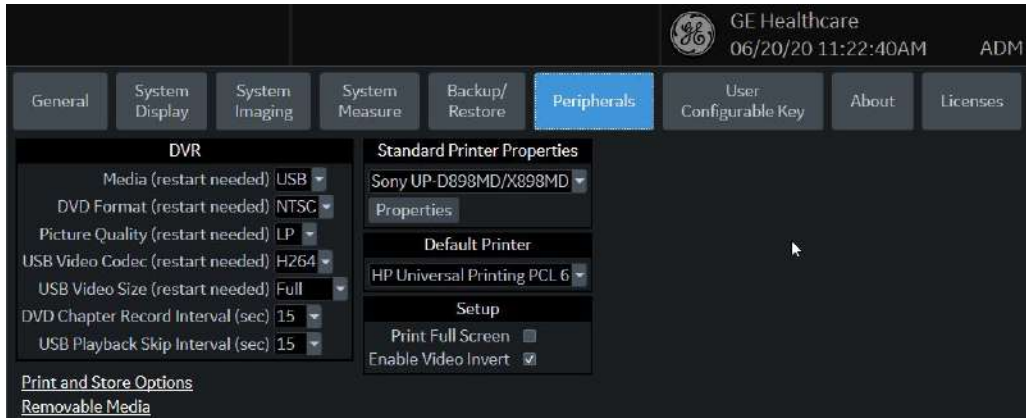 GE Healthcare
06/20/20 11:22:40AM ADM
General
System
Display
System
Imaging
System
Measure
Backup/
Restore
Peripherals
User
Configurable Key
About
Licenses
DVR
Media (restart needed) USB
DVD Format (restart needed) NTSC
Picture Quality (restart needed) LP
USB Video Codec (restart needed) H264
USB Video Size (restart needed) Full
DVD Chapter Record Interval (sec) 15
USB Playback Skip Interval (sec) 15
Print and Store Options
Removable Media
Standard Printer Properties
Sony UP-D898MD/X898MD
Properties
Default Printer
HP Universal Printing PCL 6
Setup
Print Full Screen
Enable Video Invert